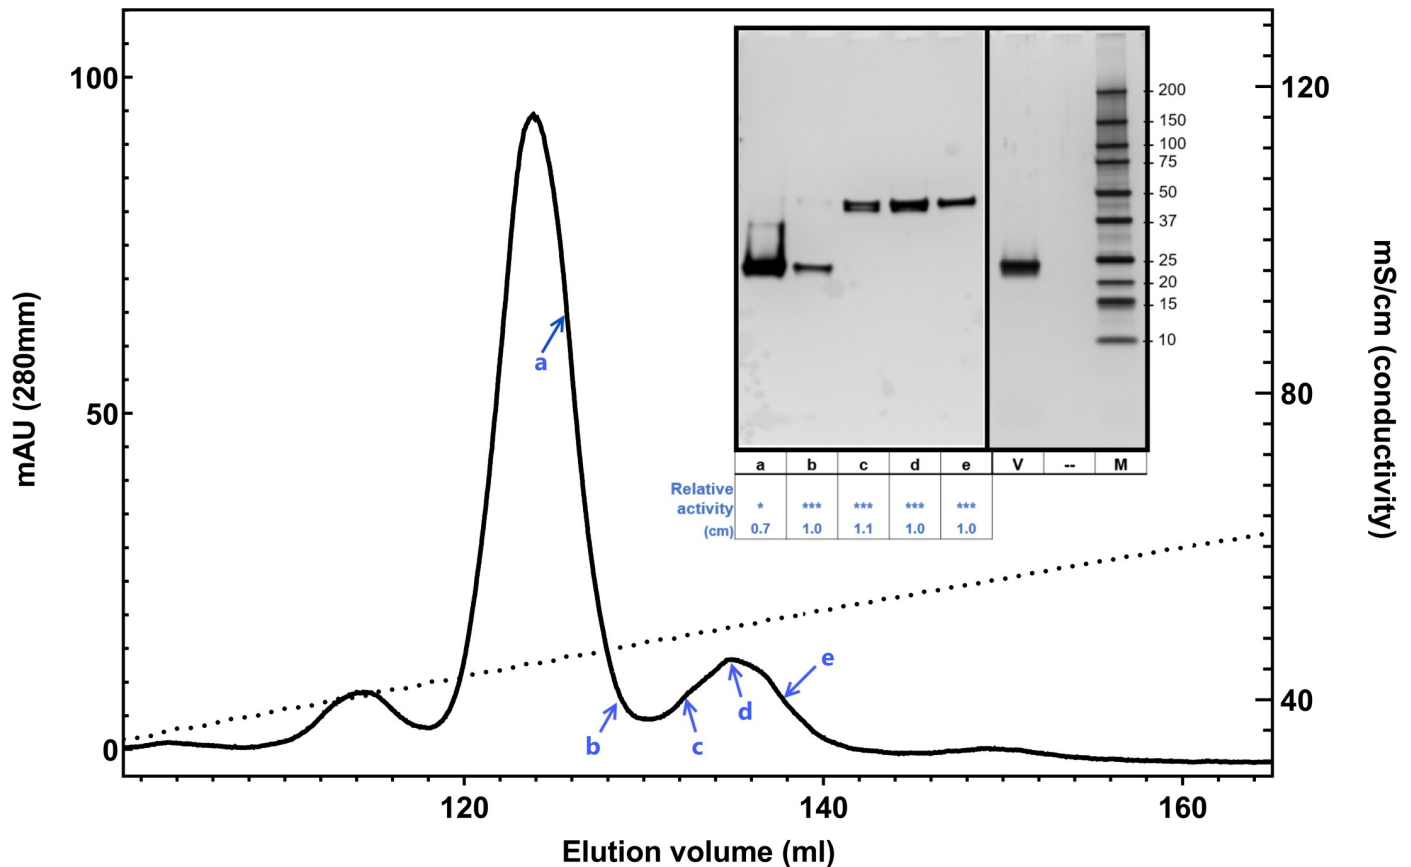 100
50
0
mAU (280mm)
120
80
40
mS/cm (conductivity)
120
140
160
Elution volume (ml)
a
b
c
d
e
200
150
100
75
50
37
25
20
15
10
a b c d e V -- M
Relative
activity * *** *** *** ***
(cm) 0.7 1.0 1.1 1.0 1.0